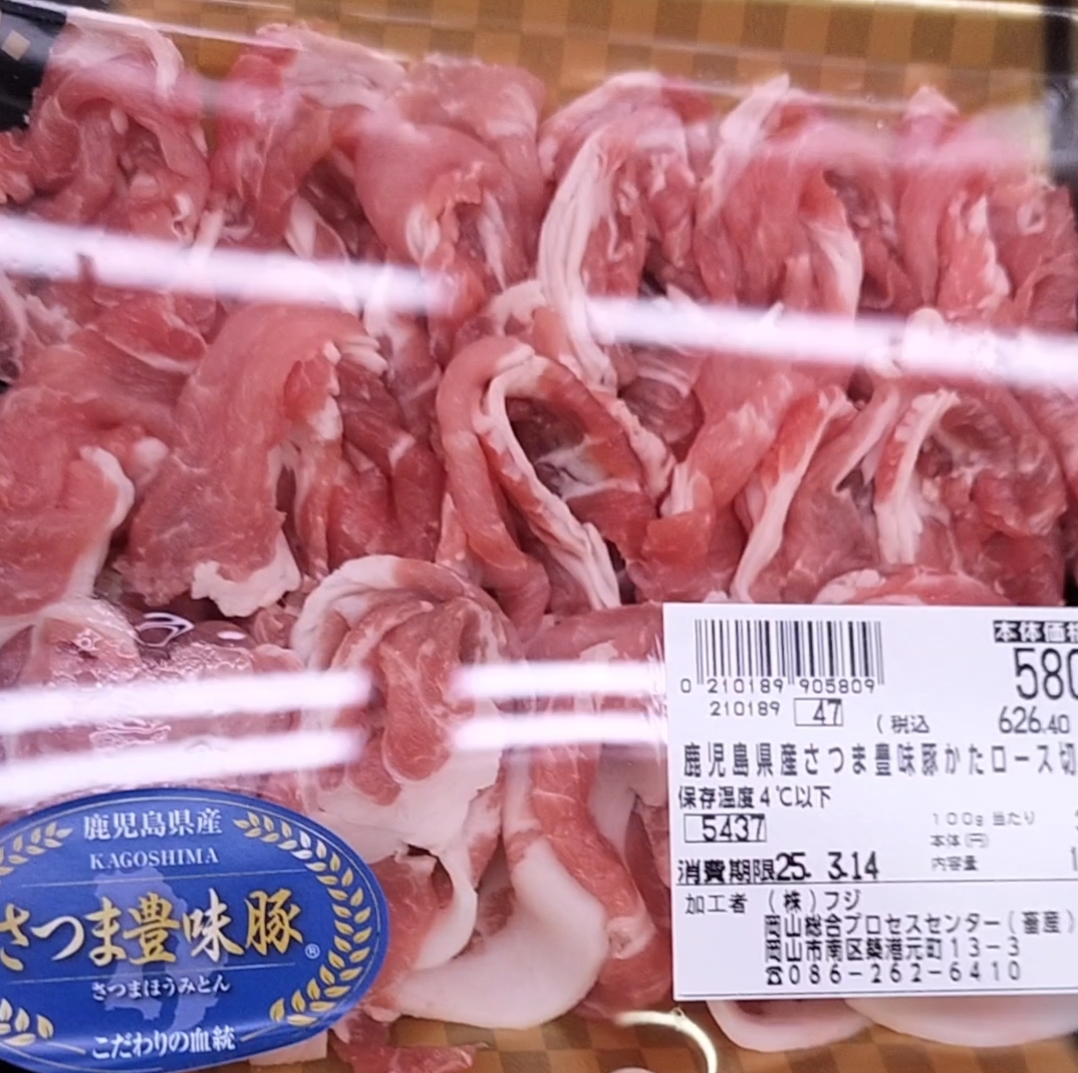 本体価格
580
0 210189 905809
210189 47
(税込 626.40
鹿児島県産さつま豊味豚かたロース切
保存温度4℃以下
5437
100g 当たり
本体(円)
消費期限25. 3.14
内容量
加工者 (株)フジ
岡山総合プロセスセンター(畜産)
岡山市南区築港元町13-3
☎086-262-6410
鹿児島県産
KAGOSHIMA
さつま豊味豚®
さつまほうみとん
こだわりの血統